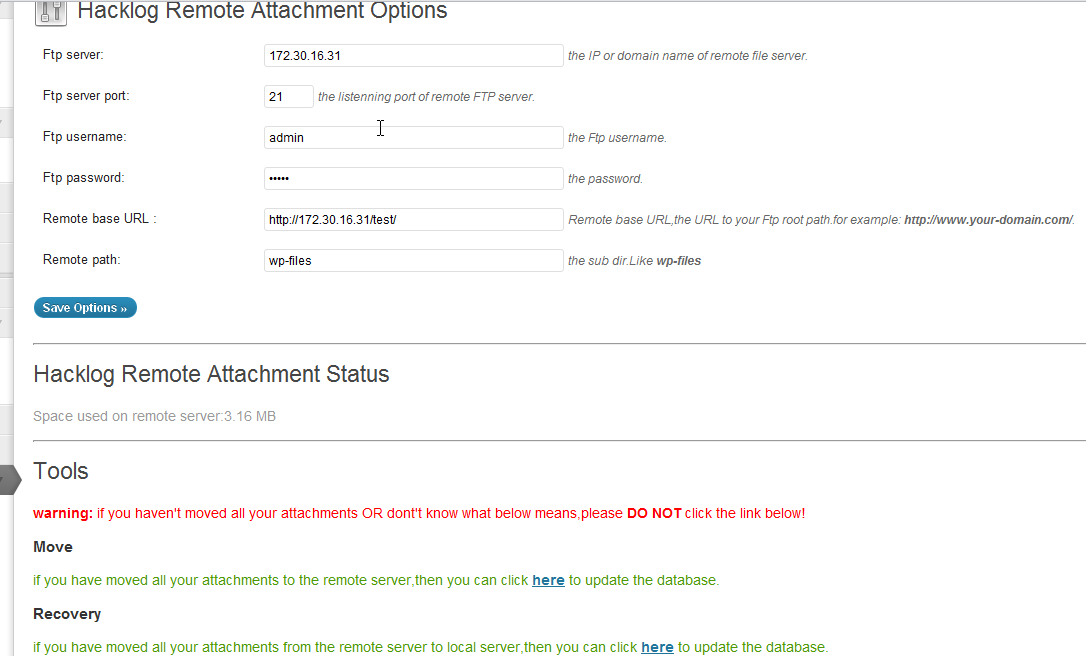 Hacklog Remote Attachment Options
Ftp server: 172.30.16.31 the IP or domain name of remote file server.
Ftp server port: 21 the listenning port of remote FTP server.
Ftp username: admin the Ftp username.
Ftp password: ••••• the password.
Remote base URL : http://172.30.16.31/test/ Remote base URL,the URL to your Ftp root path.for example: http://www.your-domain.com/.
Remote path: wp-files the sub dir.Like wp-files
Save Options »
Hacklog Remote Attachment Status
Space used on remote server:3.16 MB
Tools
warning: if you haven't moved all your attachments OR dont't know what below means,please DO NOT click the link below!
Move
if you have moved all your attachments to the remote server,then you can click here to update the database.
Recovery
if you have moved all your attachments from the remote server to local server,then you can click here to update the database.